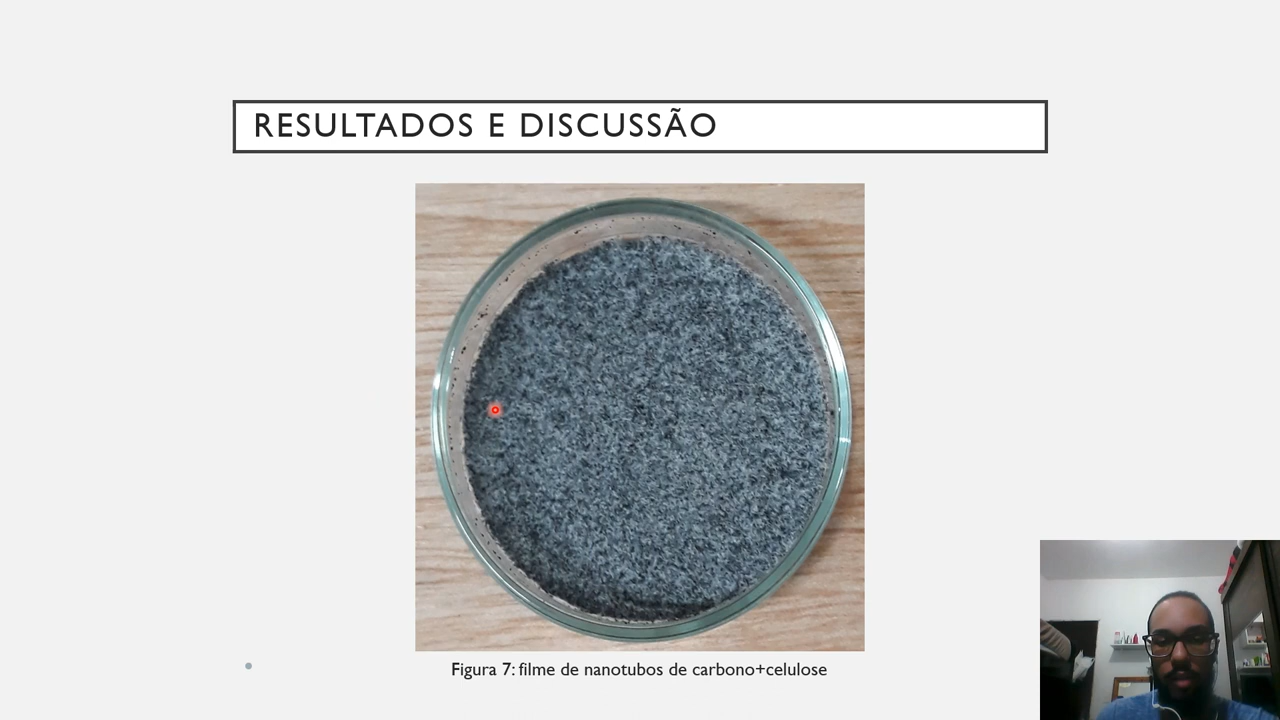 RESULTADOS E DISCUSSÃO
Figura 7: filme de nanotubos de carbono+celulose